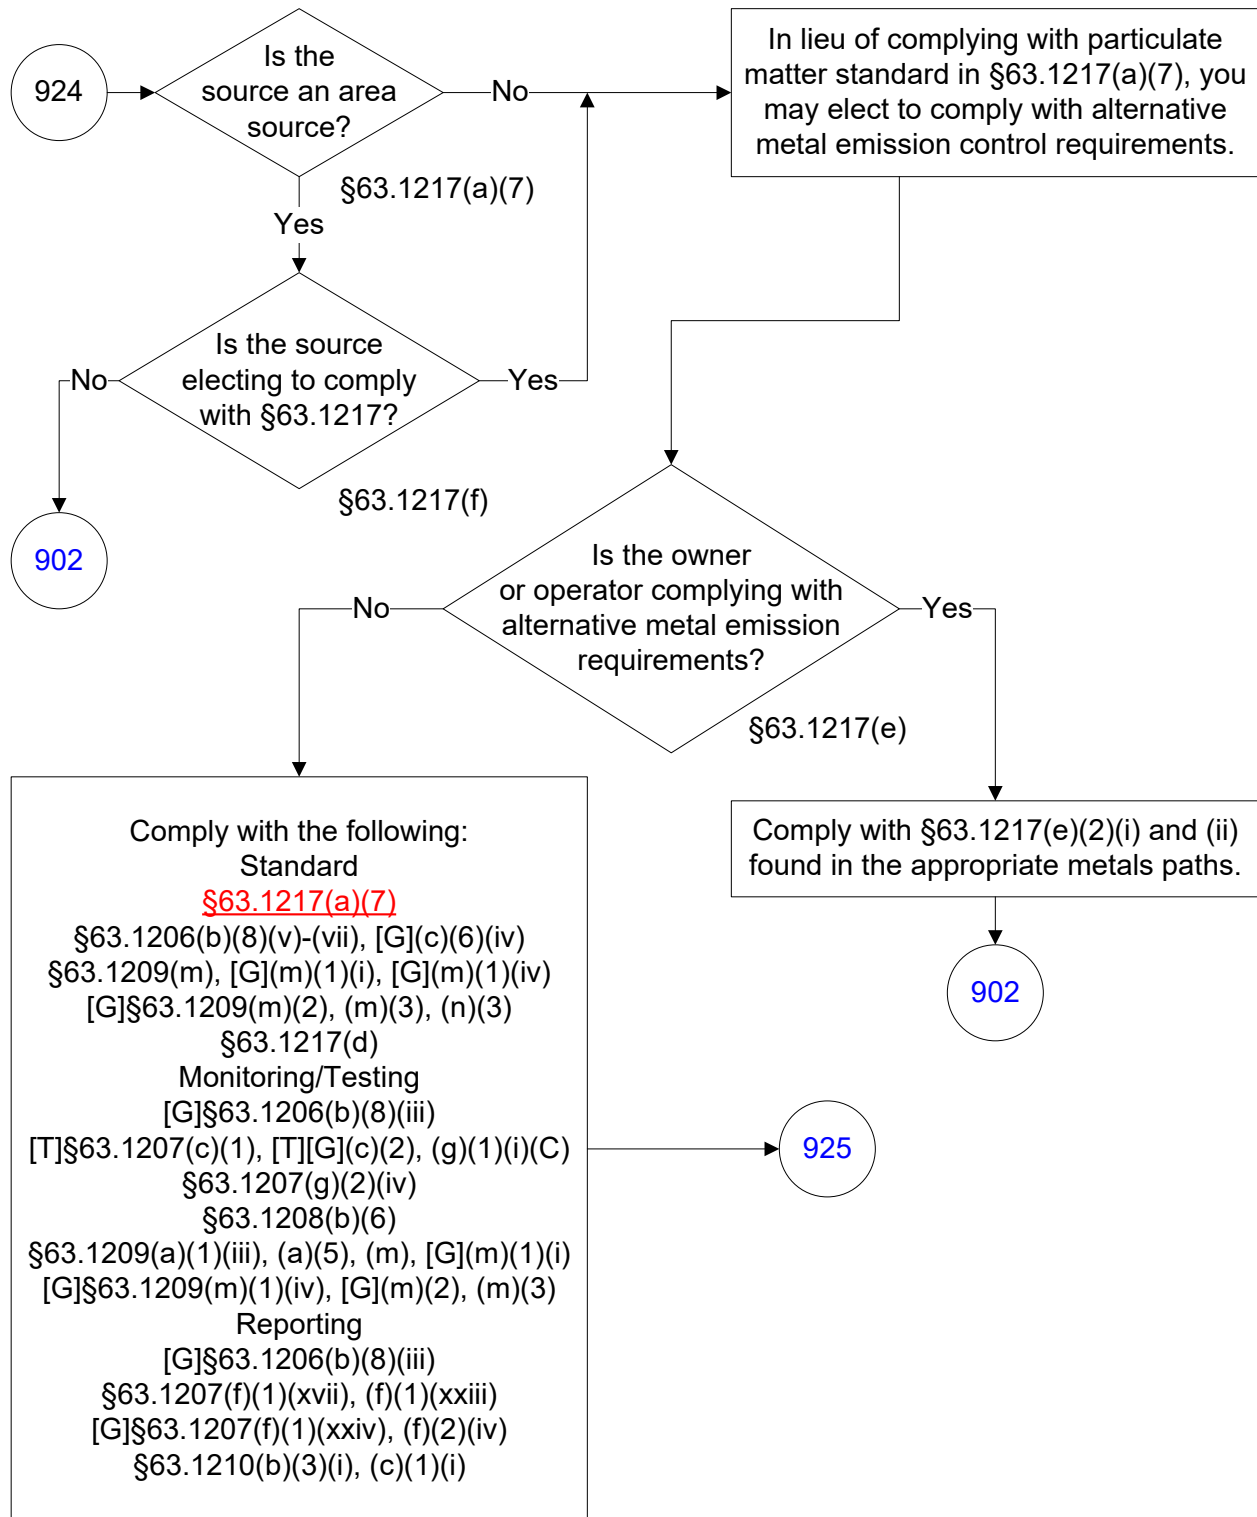 924
Is the
source an area
source?
No
§63.1217(a)(7)
Yes
In lieu of complying with particulate
matter standard in §63.1217(a)(7), you
may elect to comply with alternative
metal emission control requirements.
Is the source
electing to comply
with §63.1217?
No
Yes
§63.1217(f)
902
Is the owner
or operator complying with
alternative metal emission
requirements?
No
Yes
§63.1217(e)
Comply with the following:
Standard
§63.1217(a)(7)
§63.1206(b)(8)(v)-(vii), [G](c)(6)(iv)
§63.1209(m), [G](m)(1)(i), [G](m)(1)(iv)
[G]§63.1209(m)(2), (m)(3), (n)(3)
§63.1217(d)
Monitoring/Testing
[G]§63.1206(b)(8)(iii)
[T]§63.1207(c)(1), [T][G](c)(2), (g)(1)(i)(C)
§63.1207(g)(2)(iv)
§63.1208(b)(6)
§63.1209(a)(1)(iii), (a)(5), (m), [G](m)(1)(i)
[G]§63.1209(m)(1)(iv), [G](m)(2), (m)(3)
Reporting
[G]§63.1206(b)(8)(iii)
§63.1207(f)(1)(xvii), (f)(1)(xxiii)
[G]§63.1207(f)(1)(xxiv), (f)(2)(iv)
§63.1210(b)(3)(i), (c)(1)(i)
925
Comply with §63.1217(e)(2)(i) and (ii)
found in the appropriate metals paths.
902